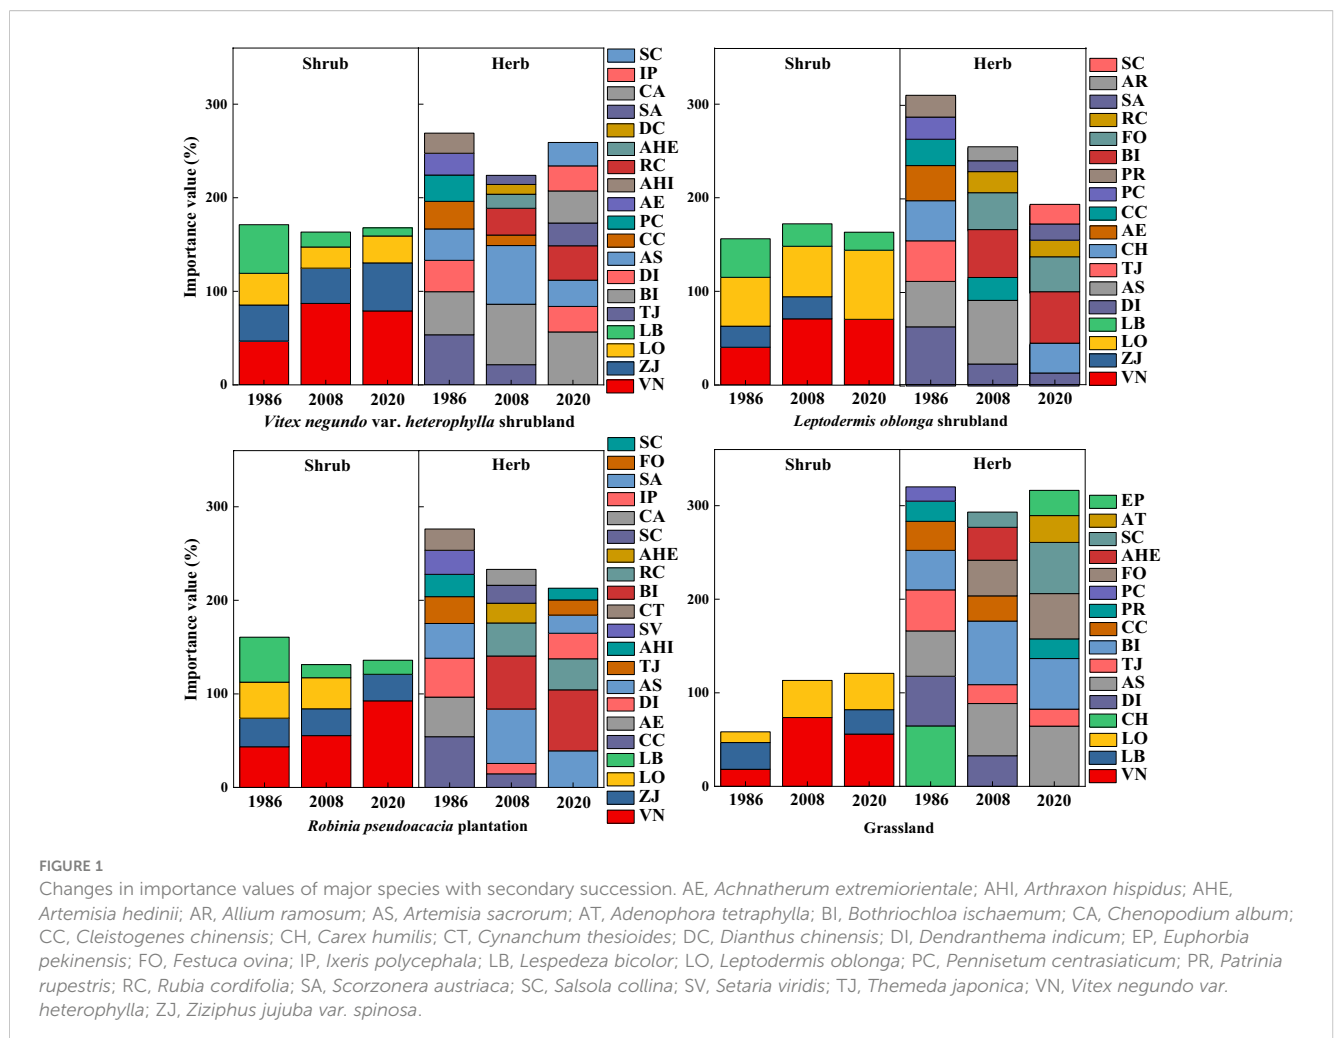 Shrub
Herb
Importance value (%)
300
200
100
0
1986
2008
2020
1986
2008
2020
Vitex negundo var. heterophylla shrubland
SC
IP
CA
SA
DC
AHE
RC
AHI
AE
PC
CC
AS
DI
BI
TJ
LB
LO
ZJ
VN
Shrub
Herb
Importance value (%)
300
200
100
0
1986
2008
2020
1986
2008
2020
Leptodermis oblonga shrubland
SC
AR
SA
RC
FO
BI
PR
PC
CC
AE
CH
TJ
AS
DI
LB
LO
ZJ
VN
Shrub
Herb
Importance value (%)
300
200
100
0
1986
2008
2020
1986
2008
2020
Robinia pseudoacacia plantation
SC
FO
SA
IP
CA
SC
AHE
RC
BI
CT
SV
AHI
TJ
AS
DI
AE
CC
LB
LO
ZJ
VN
Shrub
Herb
Importance value (%)
300
200
100
0
1986
2008
2020
1986
2008
2020
Grassland
EP
AT
SC
AHE
FO
PC
PR
CC
BI
TJ
AS
DI
CH
LO
LB
VN
FIGURE 1
Changes in importance values of major species with secondary succession. AE, Achnatherum extremiorientale; AHI, Arthraxon hispidus; AHE,
Artemisia hedinii; AR, Allium ramosum; AS, Artemisia sacrorum; AT, Adenophora tetraphylla; BI, Bothriochloa ischaemum; CA, Chenopodium album;
CC, Cleistogenes chinensis; CH, Carex humilis; CT, Cynanchum thesioides; DC, Dianthus chinensis; DI, Dendranthema indicum; EP, Euphorbia
pekinensis; FO, Festuca ovina; IP, Ixeris polycephala; LB, Lespedeza bicolor; LO, Leptodermis oblonga; PC, Pennisetum centrasiaticum; PR, Patrinia
rupestris; RC, Rubia cordifolia; SA, Scorzonera austriaca; SC, Salsola collina; SV, Setaria viridis; TJ, Themeda japonica; VN, Vitex negundo var.
heterophylla; ZJ, Ziziphus jujuba var. spinosa.